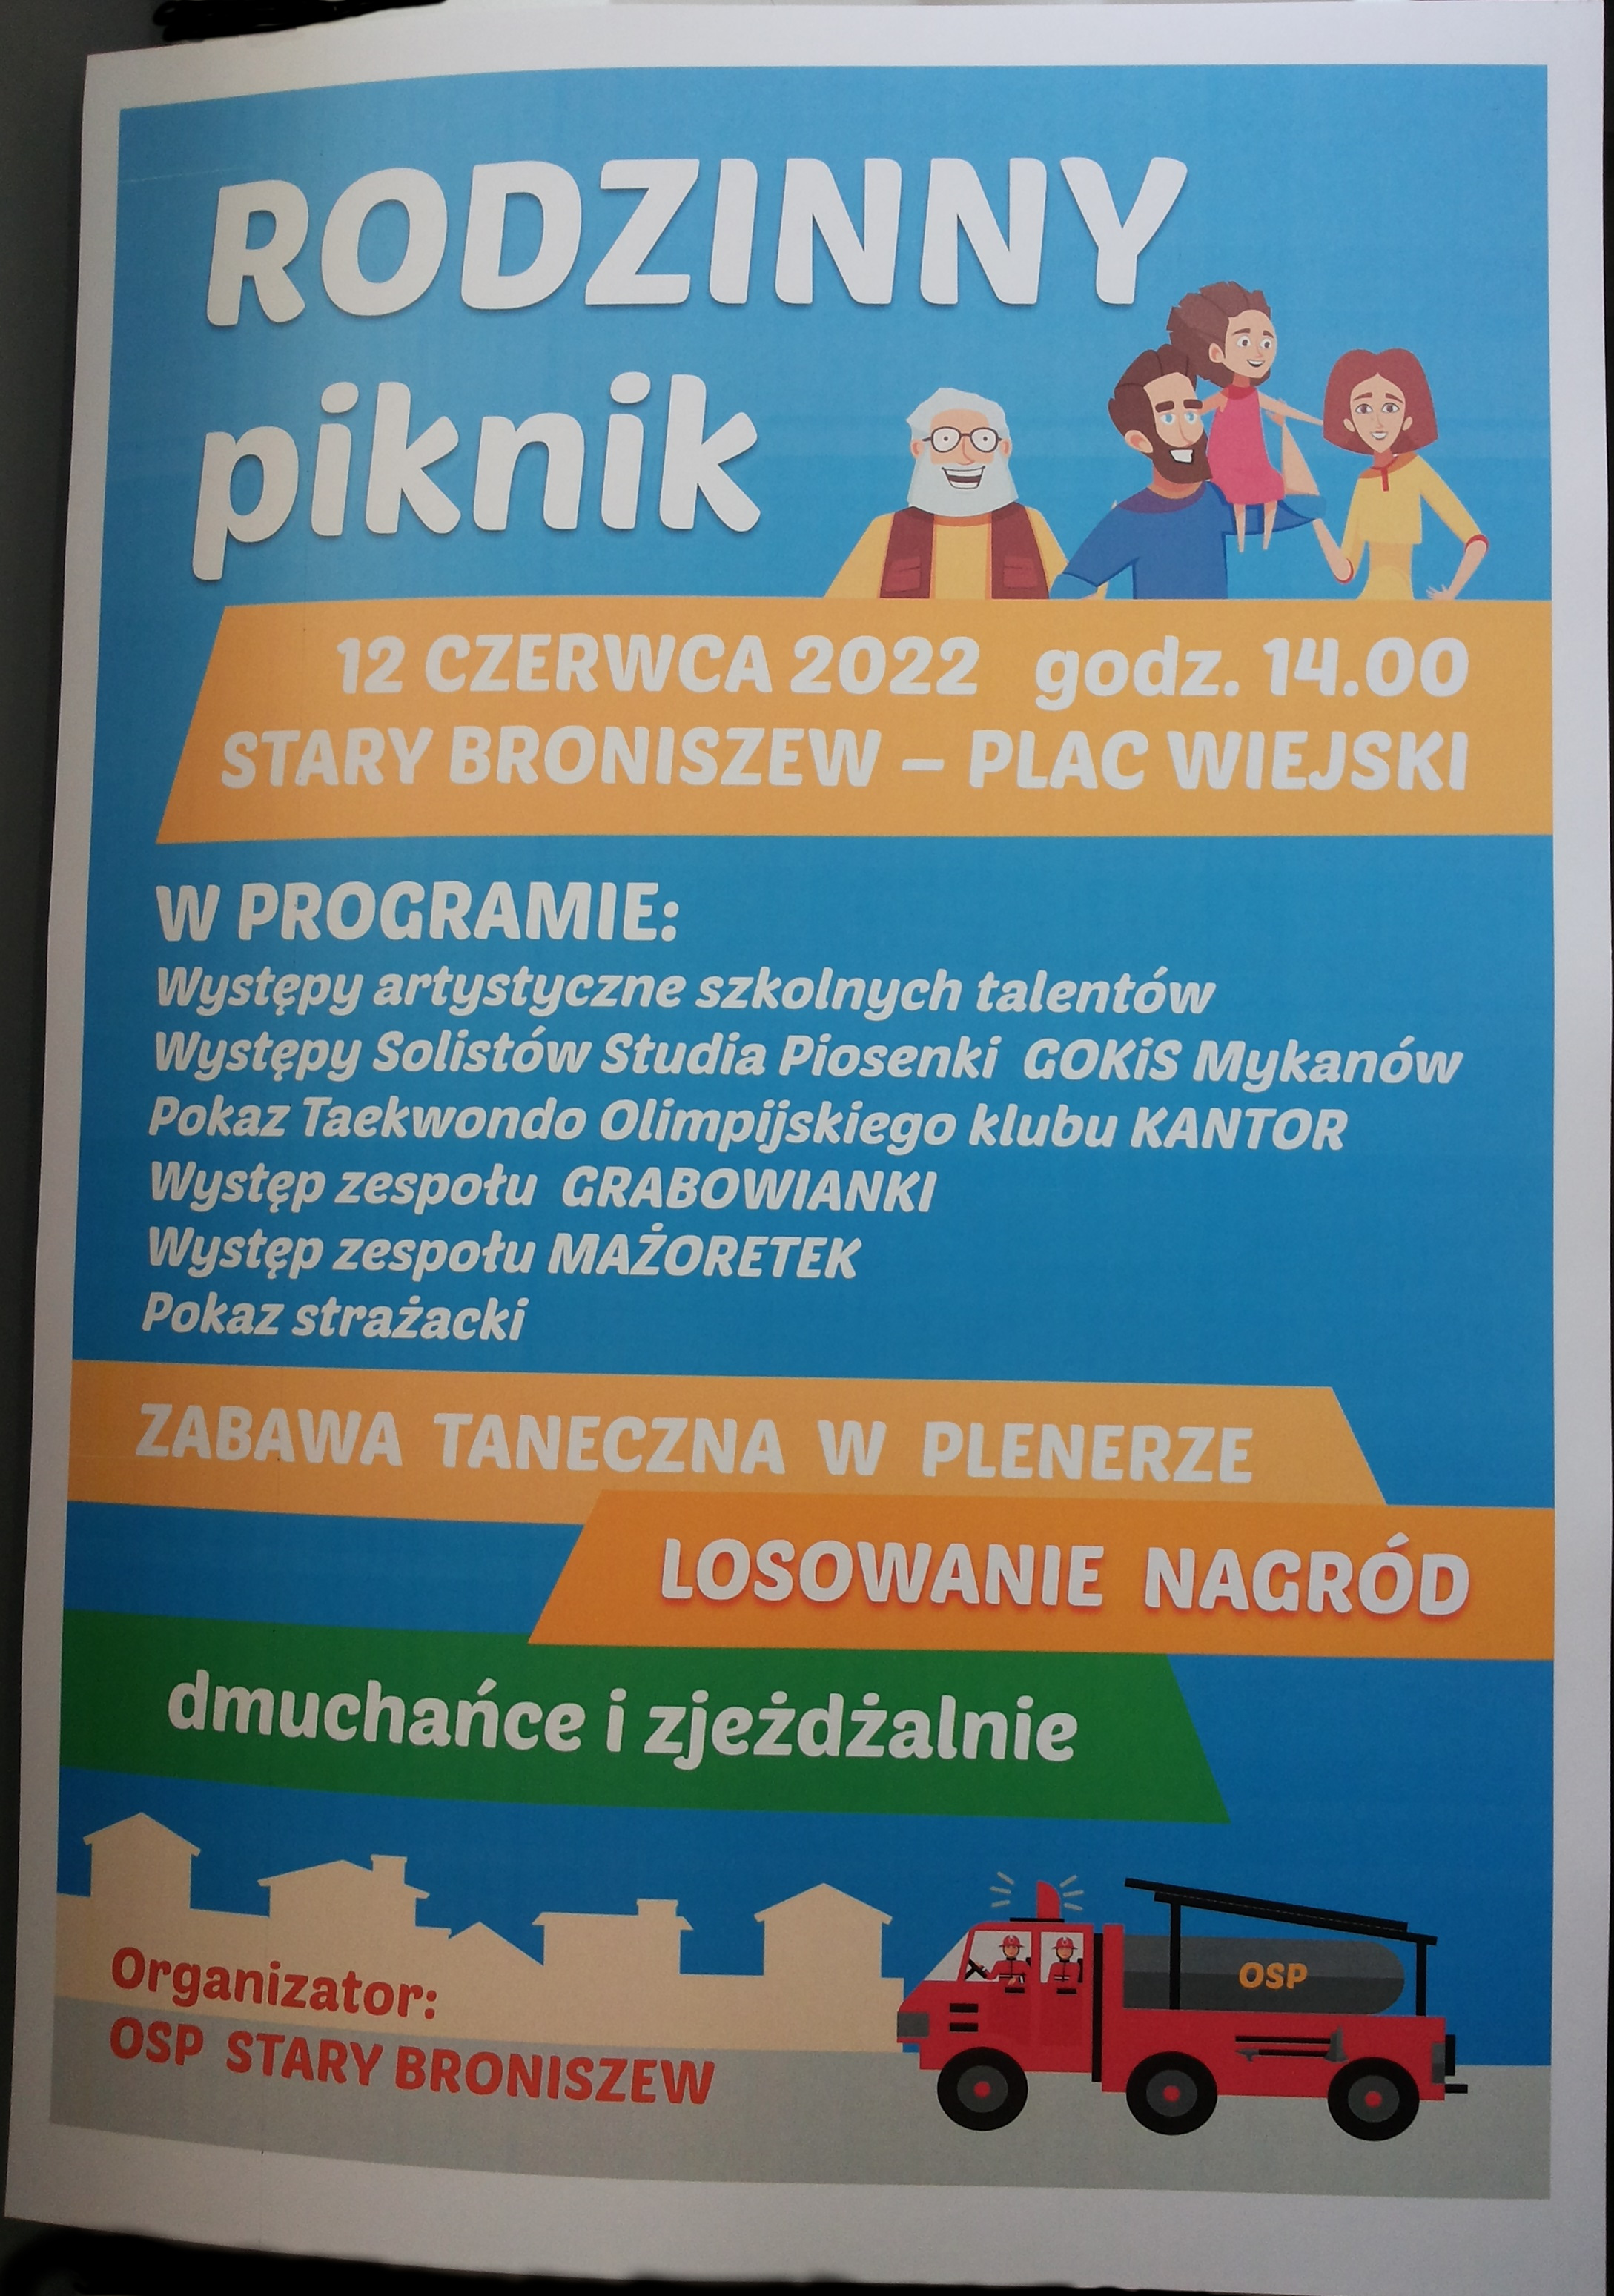 RODZINNY
piknik
12 CZERWCA 2022 godz. 14.00
STARY BRONISZEW – PLAC WIEJSKI
W PROGRAMIE:
Występy artystyczne szkolnych talentów
Występy Solistów Studia Piosenki GOKiS Mykanów
Pokaz Taekwondo Olimpijskiego klubu KANTOR
Występ zespołu GRABOWIANKI
Występ zespołu MAŻORETEK
Pokaz strażacki
ZABAWA TANECZNA W PLENERZE
LOSOWANIE NAGRÓD
dmuchańce i zjeżdżalnie
Organizator:
OSP STARY BRONISZEW
OSP